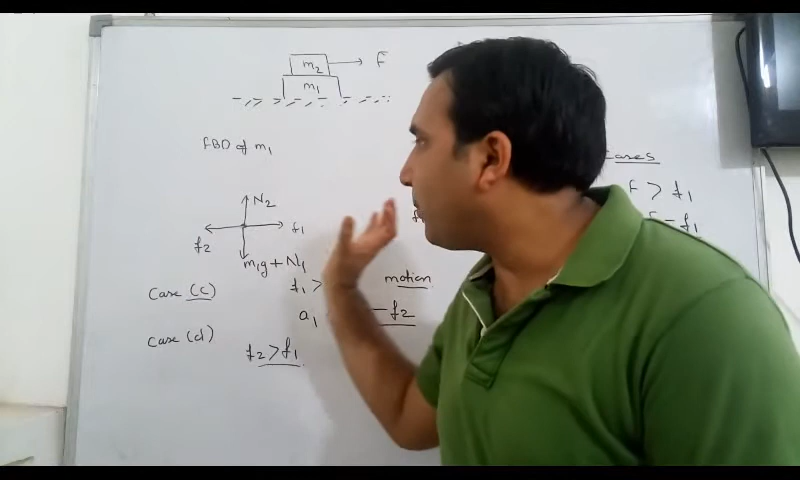 m₂ → F
m₁
FBD of m₁
N₂
f₂ f₁
m₁g + N₁
Cases
F > f₁
F - f₁
Case (c) f₁ > motion
a₁ - f₂
Case (d) f₂ > f₁